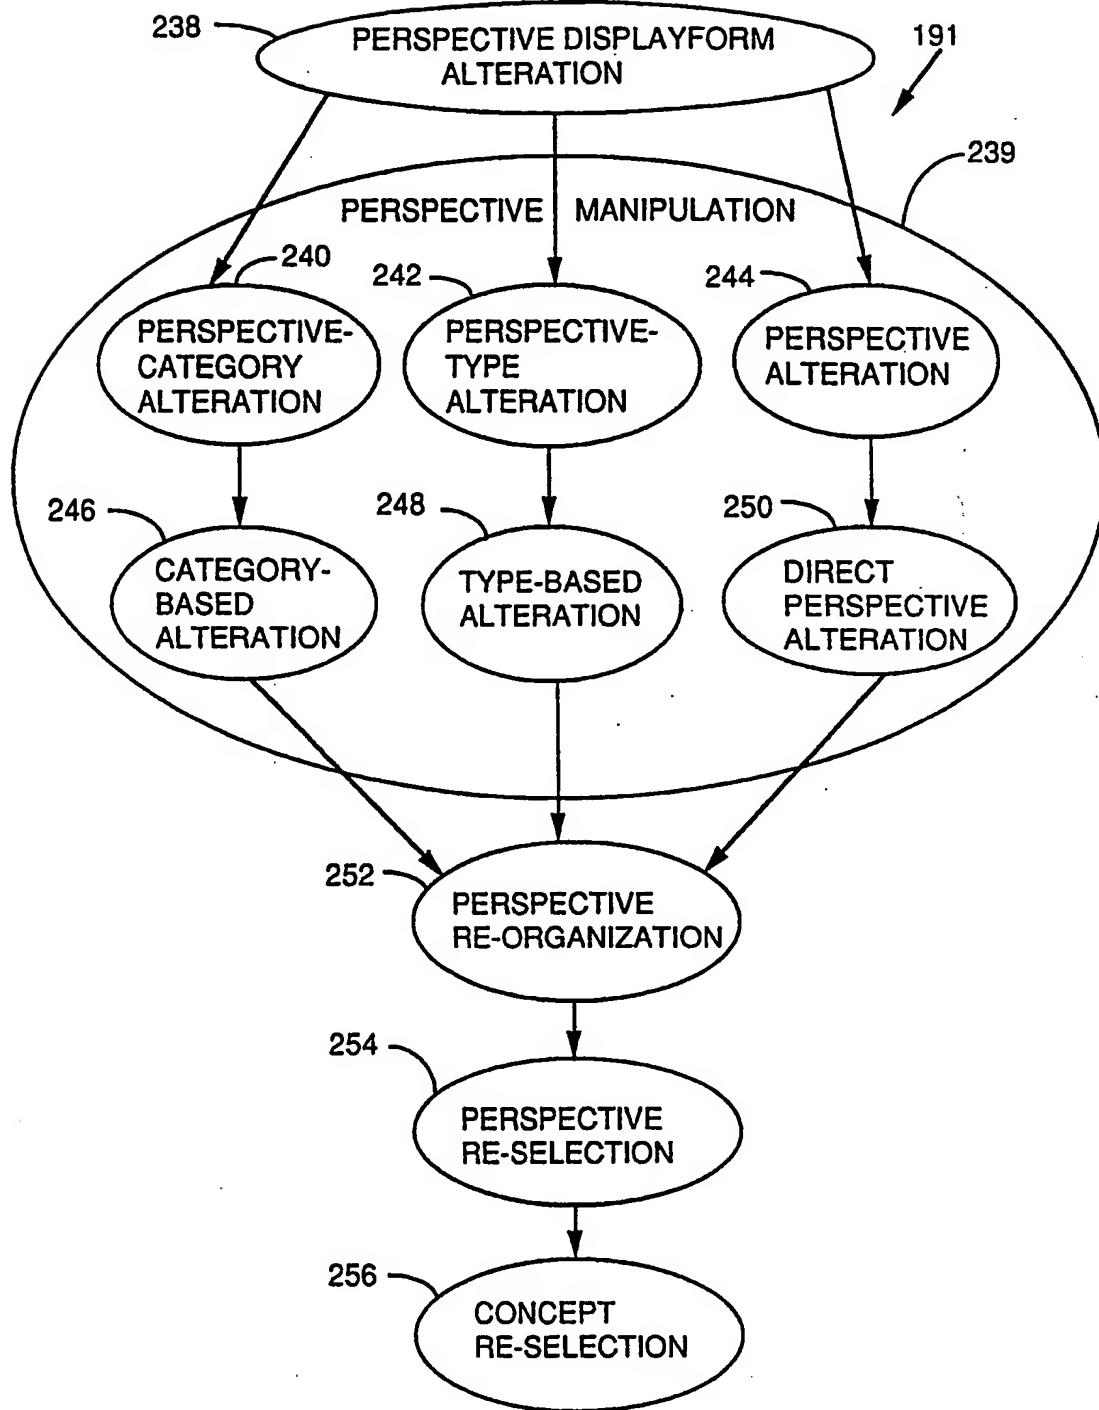 238
PERSPECTIVE DISPLAYFORM
ALTERATION
191
239
PERSPECTIVE MANIPULATION
240
242
244
PERSPECTIVE-
CATEGORY
ALTERATION
PERSPECTIVE-
TYPE
ALTERATION
PERSPECTIVE
ALTERATION
246
248
250
CATEGORY-
BASED
ALTERATION
TYPE-BASED
ALTERATION
DIRECT
PERSPECTIVE
ALTERATION
252
PERSPECTIVE
RE-ORGANIZATION
254
PERSPECTIVE
RE-SELECTION
256
CONCEPT
RE-SELECTION